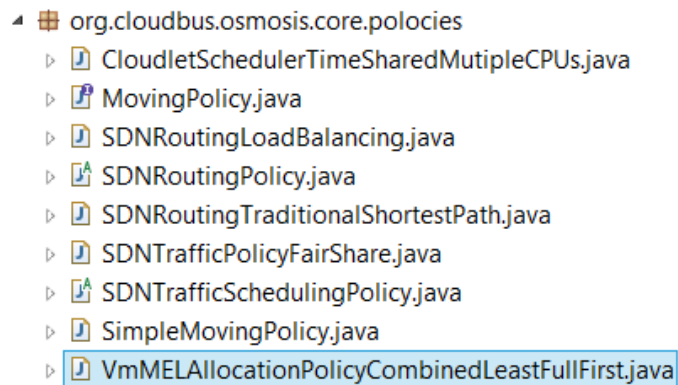 org.cloudbus.osmosis.core.polocies
CloudletSchedulerTimeSharedMutipleCPUs.java
MovingPolicy.java
SDNRoutingLoadBalancing.java
SDNRoutingPolicy.java
SDNRoutingTraditionalShortestPath.java
SDNTrafficPolicyFairShare.java
SDNTrafficSchedulingPolicy.java
SimpleMovingPolicy.java
VmMELAllocationPolicyCombinedLeastFullFirst.java